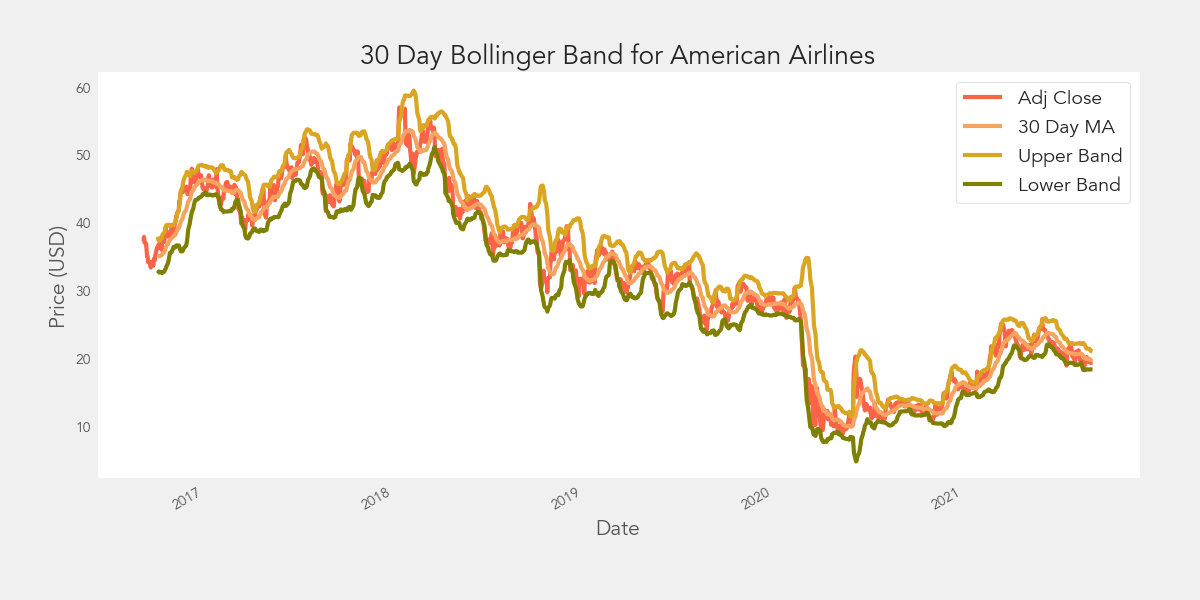 30 Day Bollinger Band for American Airlines
Adj Close
30 Day MA
Upper Band
Lower Band
Price (USD)
60
50
40
30
20
10
2017
2018
2019
2020
2021
Date